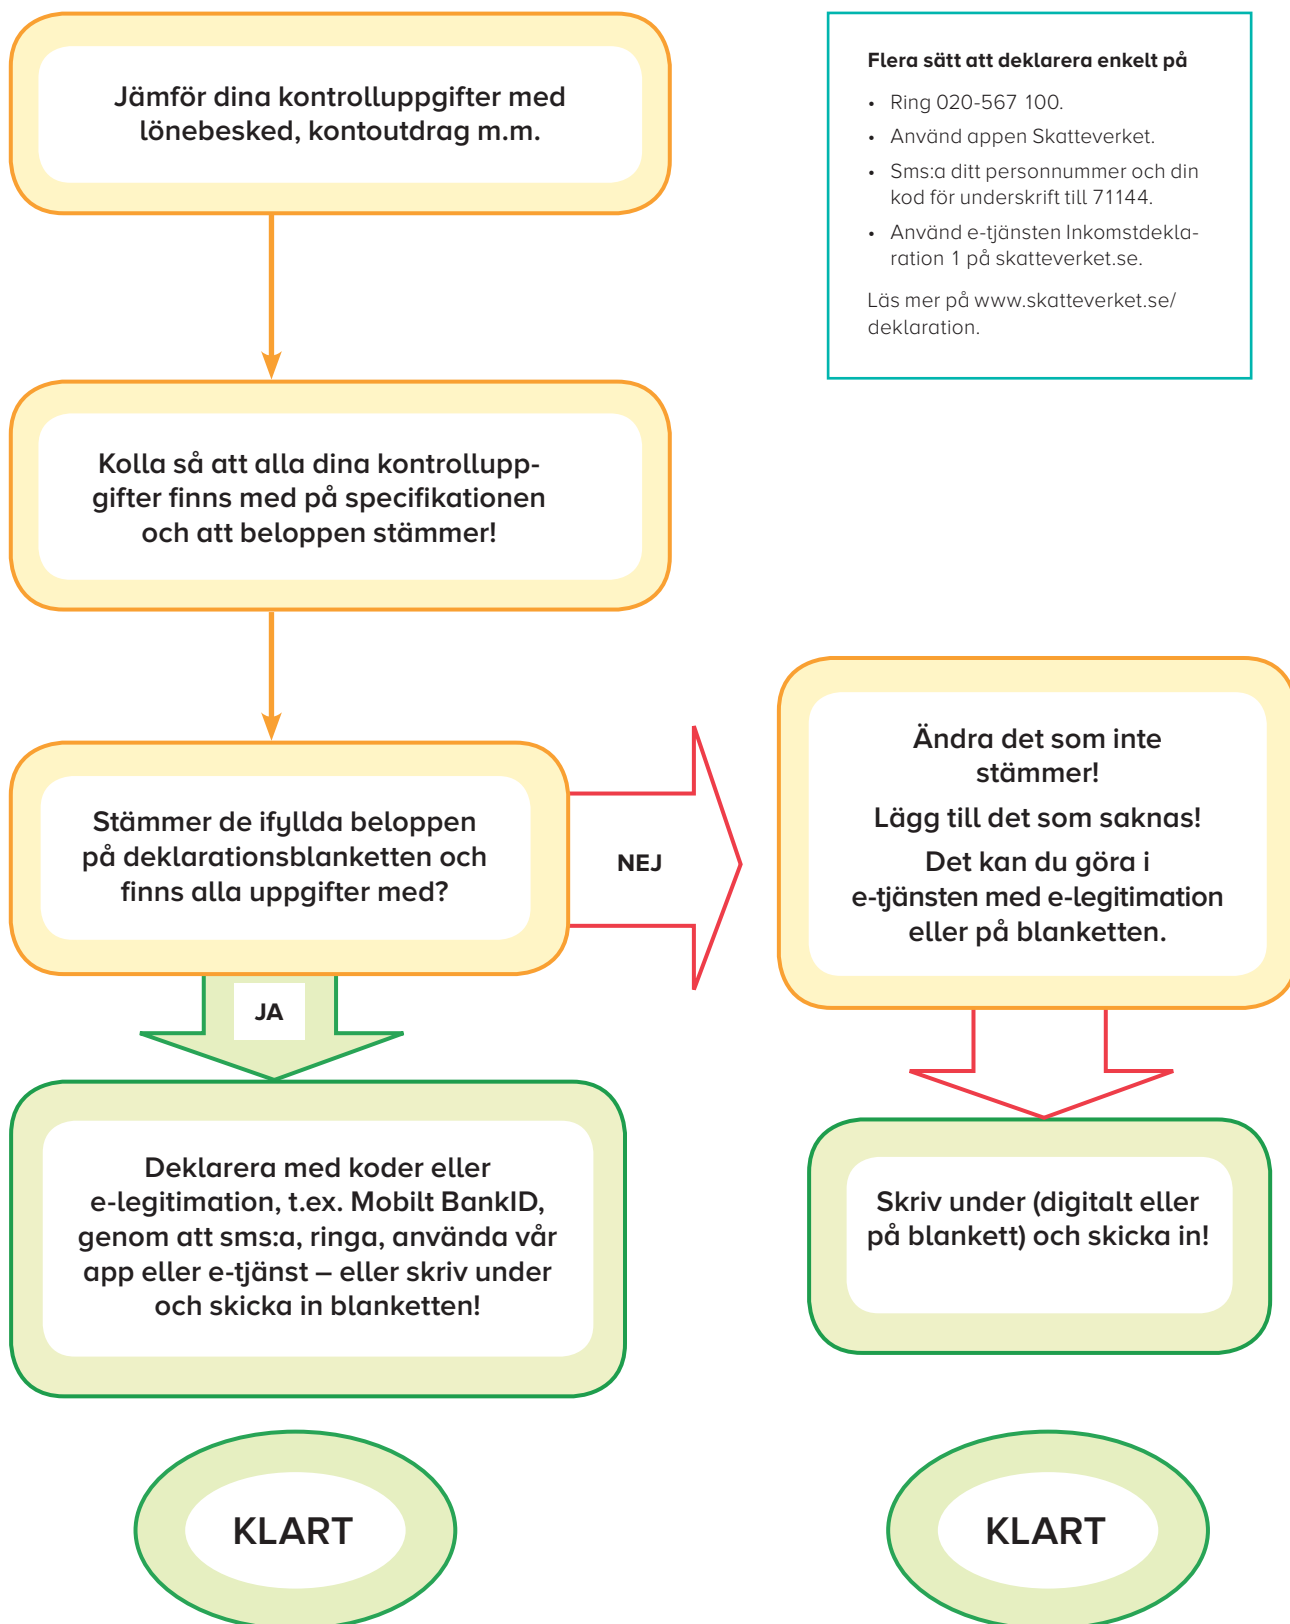 Jämför dina kontrolluppgifter med
lönebesked, kontoutdrag m.m.
Flera sätt att deklarera enkelt på
• Ring 020-567 100.
• Använd appen Skatteverket.
• Sms:a ditt personnummer och din
kod för underskrift till 71144.
• Använd e-tjänsten Inkomstdekla-
ration 1 på skatteverket.se.
Läs mer på www.skatteverket.se/
deklaration.
Kolla så att alla dina kontrollupp-
gifter finns med på specifikationen
och att beloppen stämmer!
Stämmer de ifyllda beloppen
på deklarationsblanketten och
finns alla uppgifter med?
NEJ
Ändra det som inte
stämmer!
Lägg till det som saknas!
Det kan du göra i
e-tjänsten med e-legitimation
eller på blanketten.
JA
Deklarera med koder eller
e-legitimation, t.ex. Mobilt BankID,
genom att sms:a, ringa, använda vår
app eller e-tjänst – eller skriv under
och skicka in blanketten!
Skriv under (digitalt eller
på blankett) och skicka in!
KLART
KLART